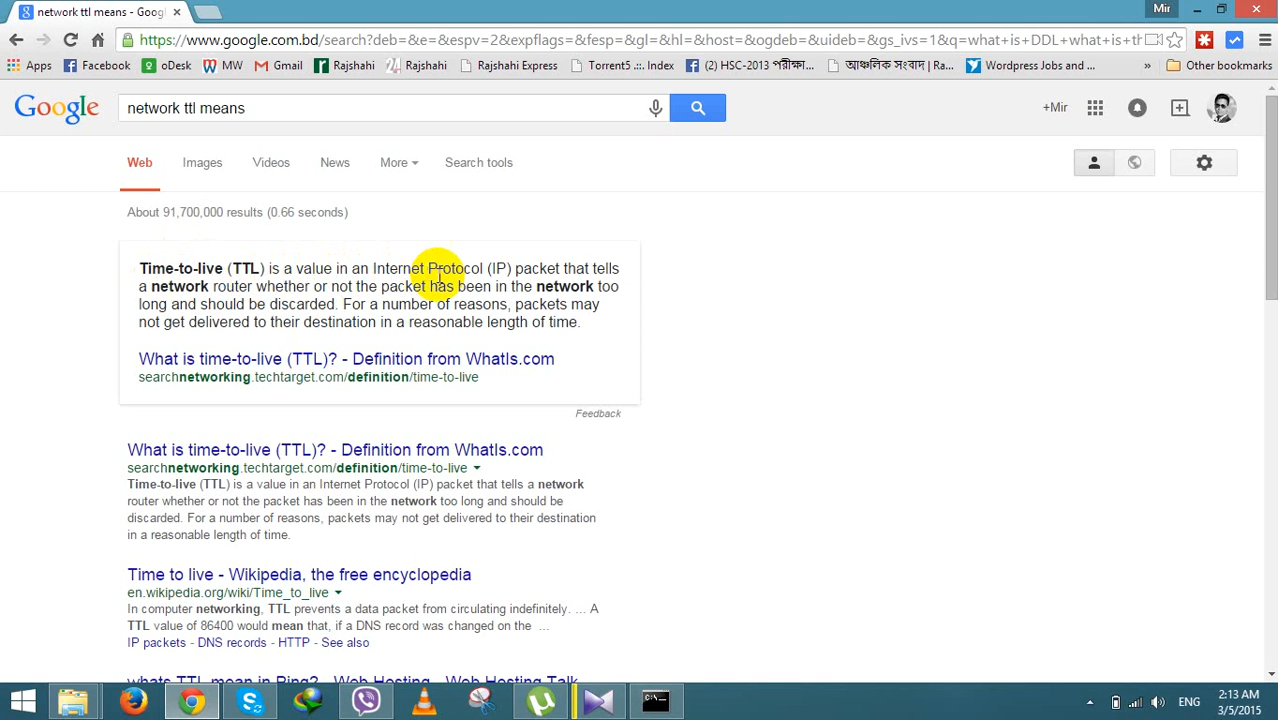 network ttl means - Goo
Mir
https://www.google.com.bd/search?deb=&e=&espv=2&expflags=&fesp=&gl=&hl=&host=&ogdeb=&uideb=&gs_ivs=1&q=what+is+DDL+what+is+th
Apps Facebook oDesk MW Gmail Rajshahi Rajshahi Rajshahi Express Torrent5 .:. Index (2) HSC-2013 পরীক্ষা... আঞ্চলিক সংবাদ | Ra... Wordpress Jobs and ... » Other bookmarks
Google network ttl means +Mir
Web Images Videos News More Search tools
About 91,700,000 results (0.66 seconds)
Time-to-live (TTL) is a value in an Internet Protocol (IP) packet that tells
a network router whether or not the packet has been in the network too
long and should be discarded. For a number of reasons, packets may
not get delivered to their destination in a reasonable length of time.
What is time-to-live (TTL)? - Definition from WhatIs.com
searchnetworking.techtarget.com/definition/time-to-live
Feedback
What is time-to-live (TTL)? - Definition from WhatIs.com
searchnetworking.techtarget.com/definition/time-to-live
Time-to-live (TTL) is a value in an Internet Protocol (IP) packet that tells a network
router whether or not the packet has been in the network too long and should be
discarded. For a number of reasons, packets may not get delivered to their destination
in a reasonable length of time.
Time to live - Wikipedia, the free encyclopedia
en.wikipedia.org/wiki/Time_to_live
In computer networking, TTL prevents a data packet from circulating indefinitely. ... A
TTL value of 86400 would mean that, if a DNS record was changed on the ...
IP packets - DNS records - HTTP - See also
whats TTL mean in Ping? - Web Hosting - Web Hosting Talk
ENG
2:13 AM
3/5/2015